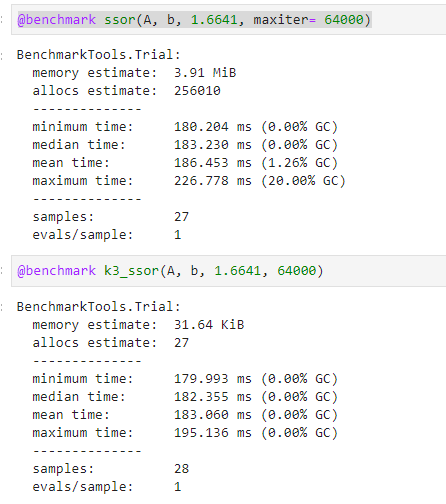 @benchmark ssor(A, b, 1.6641, maxiter= 64000)
BenchmarkTools.Trial:
memory estimate: 3.91 MiB
allocs estimate: 256010
--------------
minimum time: 180.204 ms (0.00% GC)
median time: 183.230 ms (0.00% GC)
mean time: 186.453 ms (1.26% GC)
maximum time: 226.778 ms (20.00% GC)
--------------
samples: 27
evals/sample: 1
@benchmark k3_ssor(A, b, 1.6641, 64000)
BenchmarkTools.Trial:
memory estimate: 31.64 KiB
allocs estimate: 27
--------------
minimum time: 179.993 ms (0.00% GC)
median time: 182.355 ms (0.00% GC)
mean time: 183.060 ms (0.00% GC)
maximum time: 195.136 ms (0.00% GC)
--------------
samples: 28
evals/sample: 1